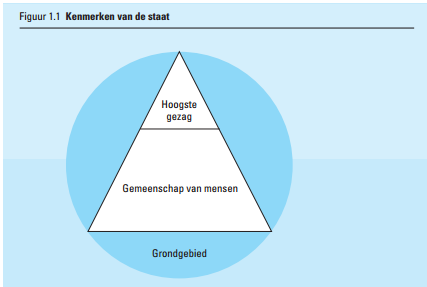 Figuur 1.1 Kenmerken van de staat
Hoogste
gezag
Gemeenschap van mensen
Grondgebied